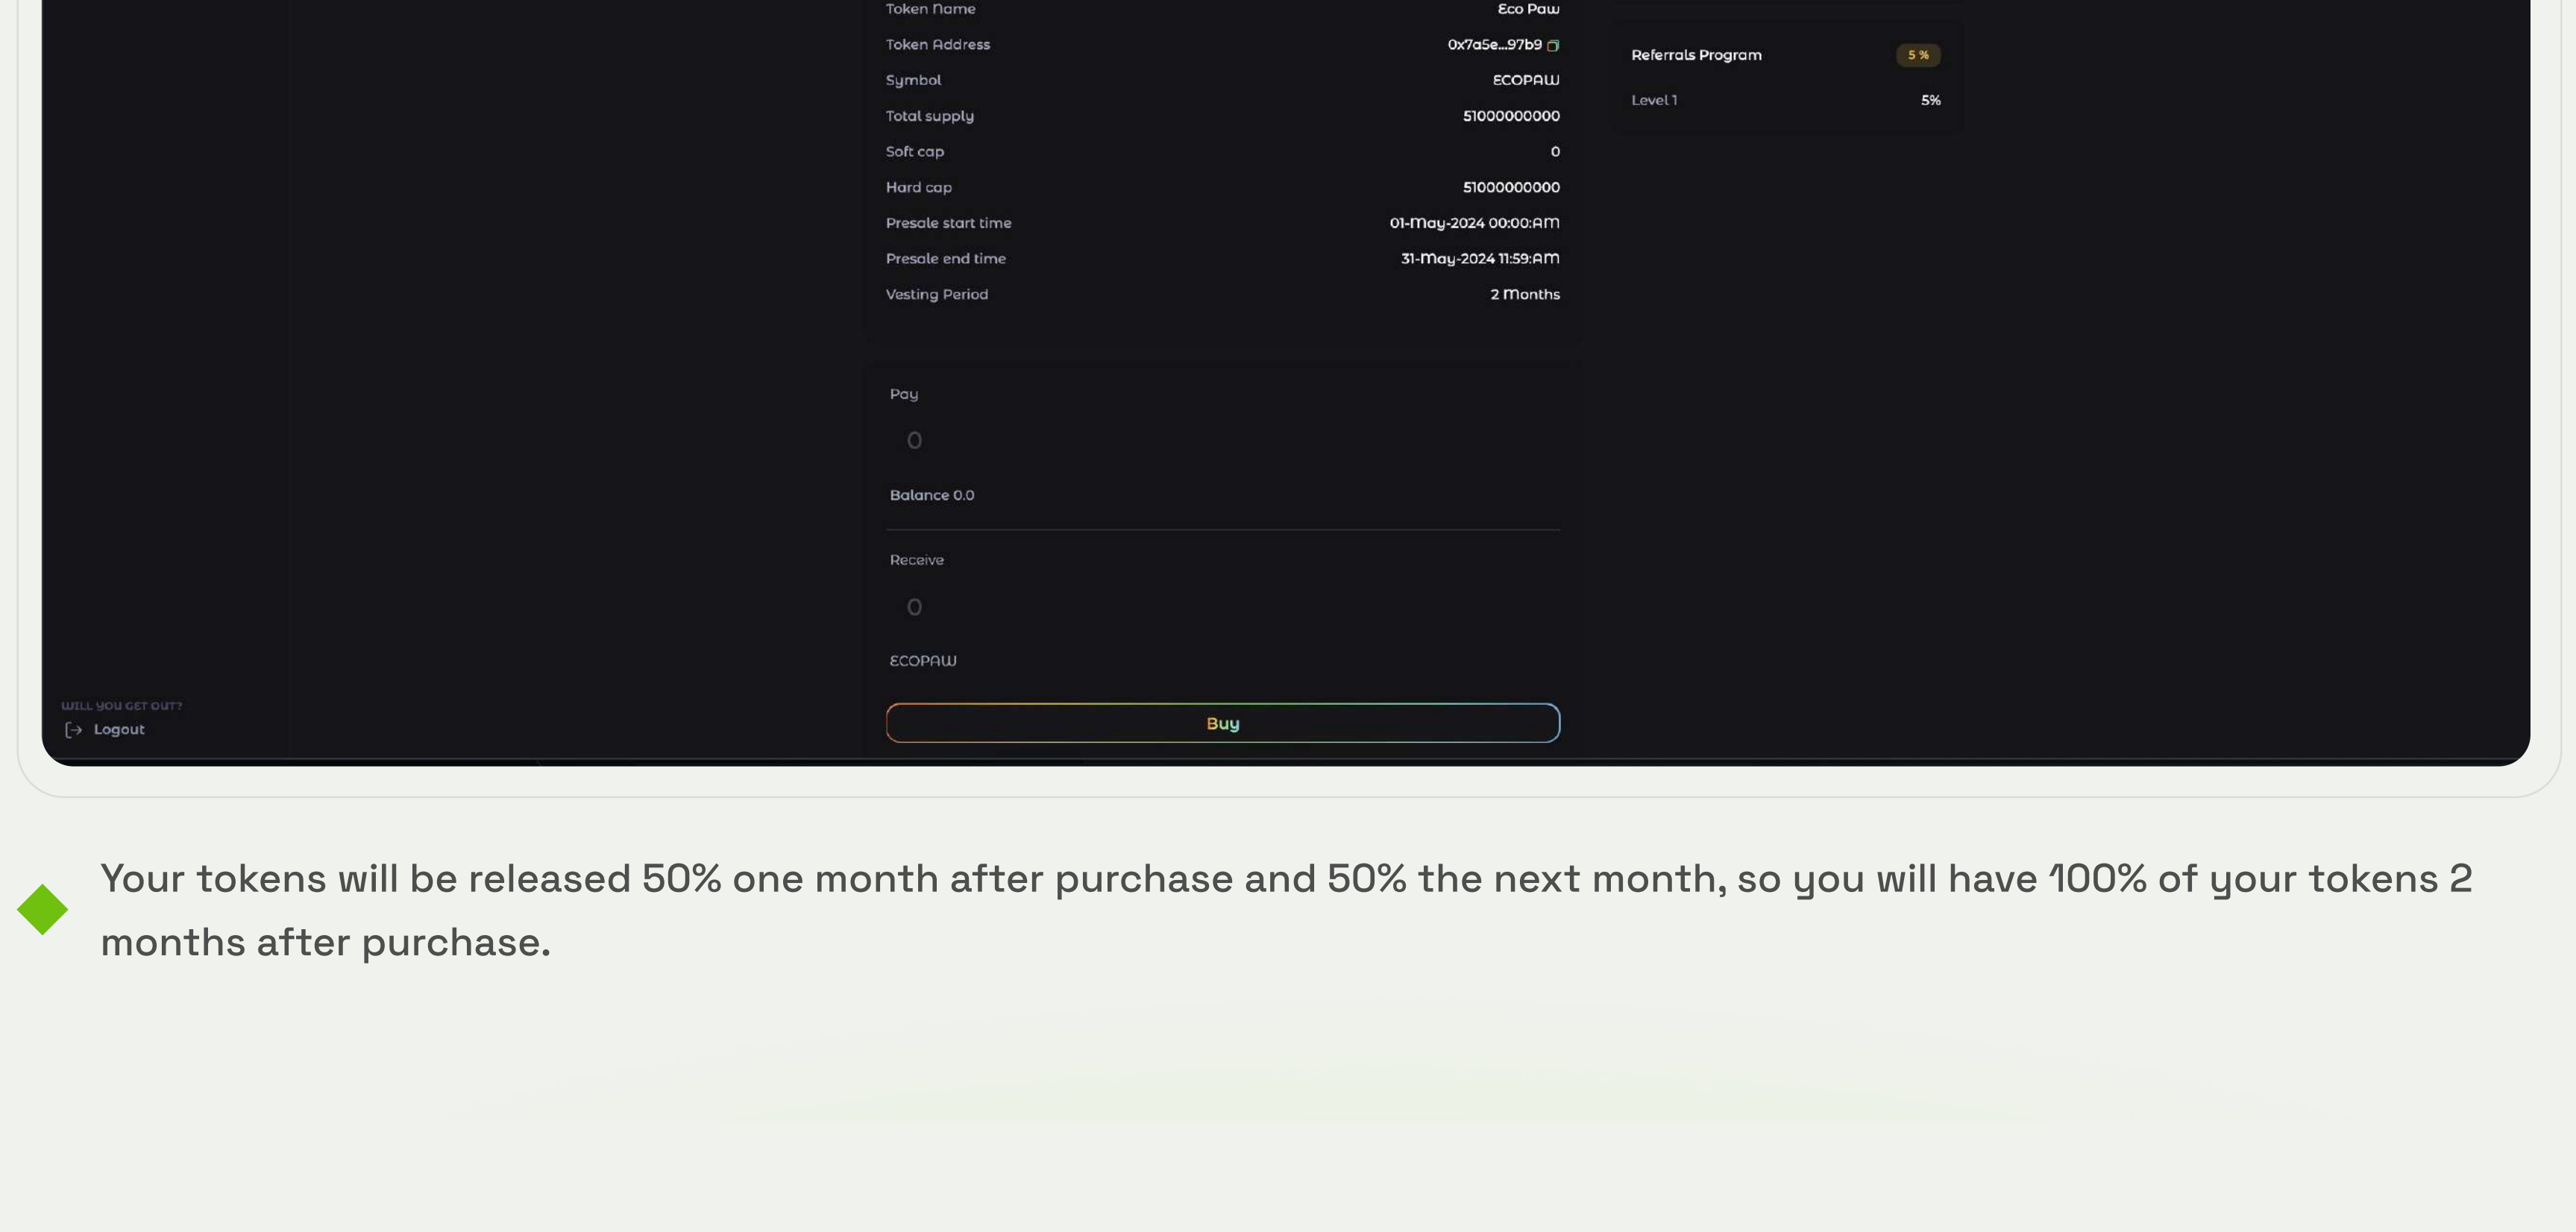 Token Name Eco Paw
Token Address 0x7a5e...97b9
Symbol ECOPAW
Total supply 51000000000
Soft cap 0
Hard cap 51000000000
Presale start time 01-May-2024 00:00:AM
Presale end time 31-May-2024 11:59:AM
Vesting Period 2 Months
Referrals Program 5 %
Level 1 5%
Pay
0
Balance 0.0
Receive
0
ECOPAW
Buy
WILL YOU GET OUT?
Logout
Your tokens will be released 50% one month after purchase and 50% the next month, so you will have 100% of your tokens 2
months after purchase.